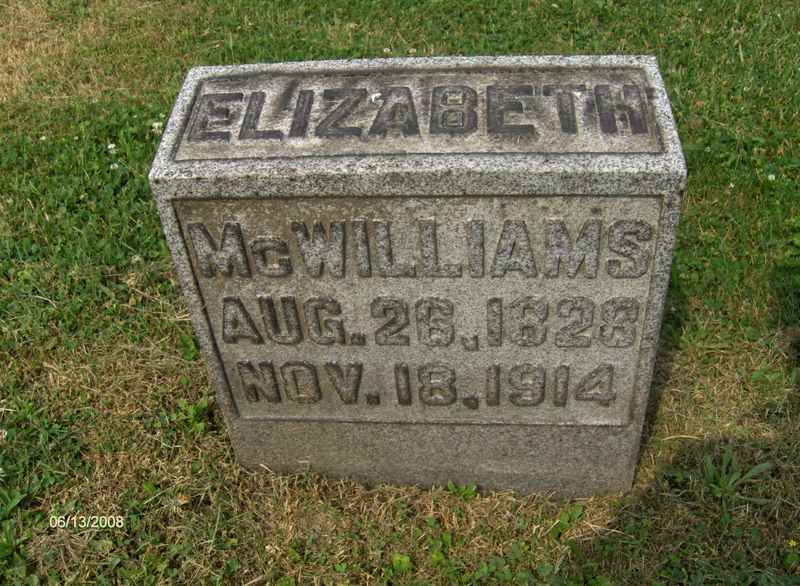 ELIZABETH
McWILLIAMS
AUG. 26, 1828
NOV. 18, 1914
06/13/2008